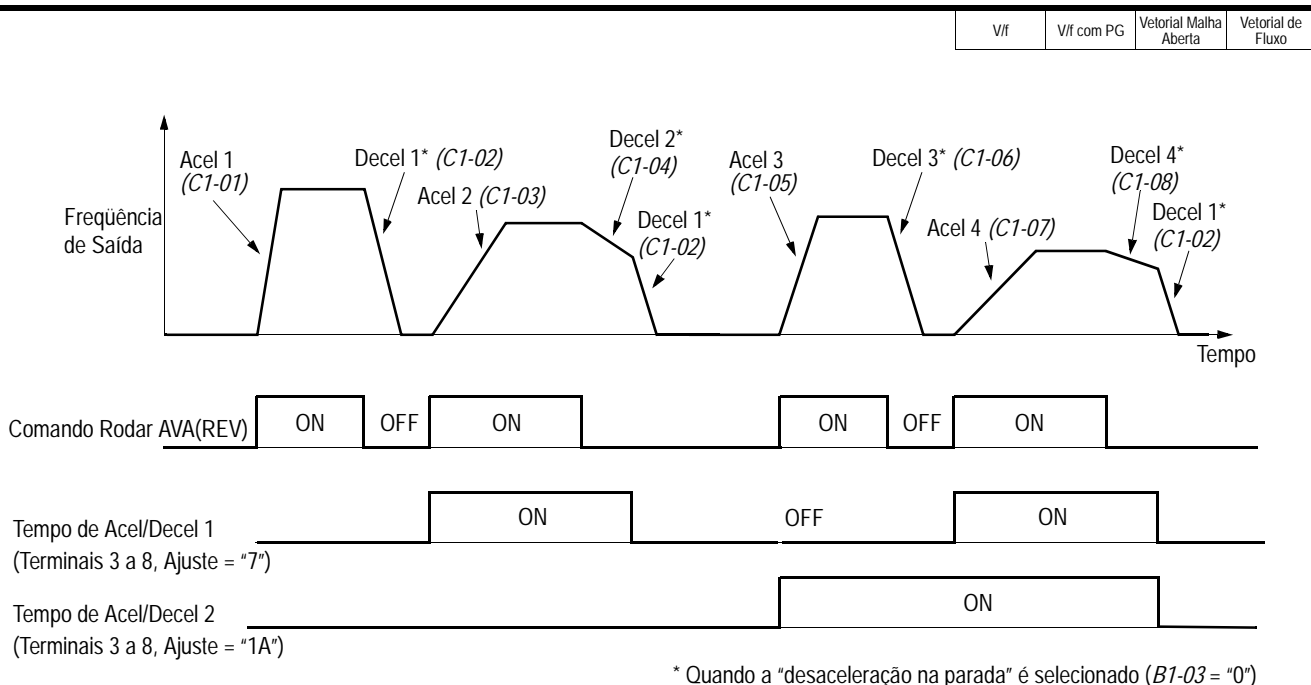 V/f
V/f com PG
Vetorial Malha
Aberta
Vetorial de
Fluxo
Freqüência
de Saída
Acel 1
(C1-01)
Decel 1* (C1-02)
Acel 2 (C1-03)
Decel 2*
(C1-04)
Decel 1*
(C1-02)
Acel 3
(C1-05)
Decel 3* (C1-06)
Acel 4 (C1-07)
Decel 4*
(C1-08)
Decel 1*
(C1-02)
Tempo
Comando Rodar AVA(REV) ON OFF ON ON OFF ON
Tempo de Acel/Decel 1 ON OFF ON
(Terminais 3 a 8, Ajuste = “7”)
Tempo de Acel/Decel 2 ON
(Terminais 3 a 8, Ajuste = “1A”)
* Quando a “desaceleração na parada” é selecionado (B1-03 = “0”)